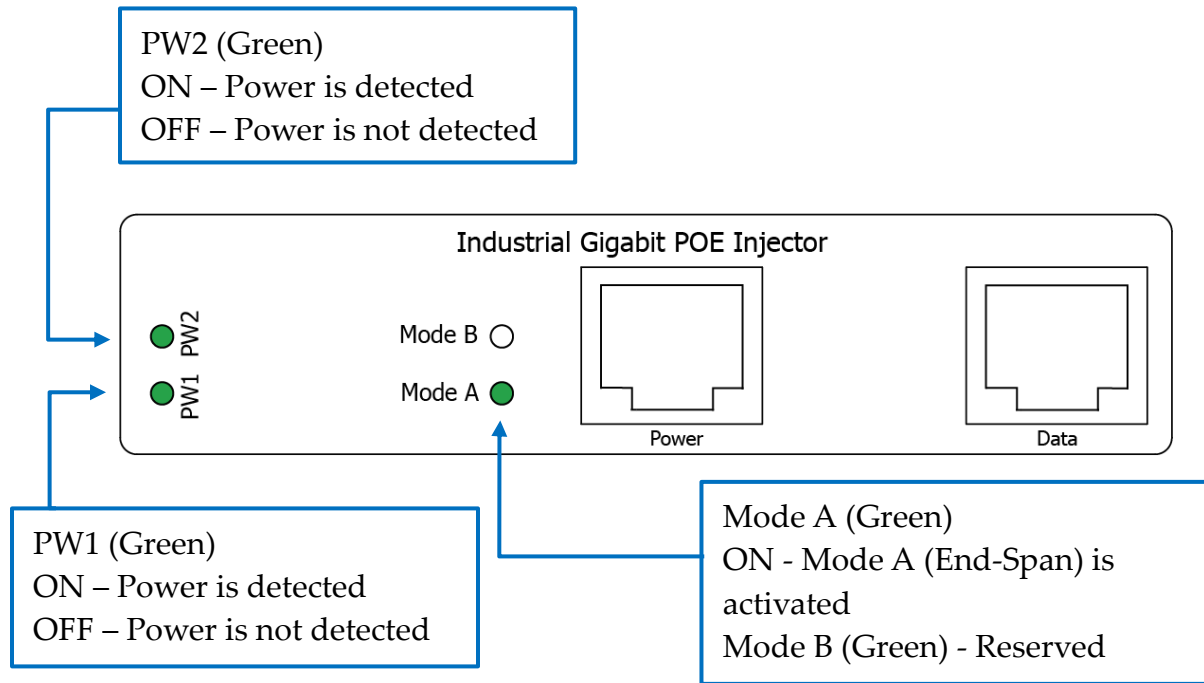 PW2 (Green)
ON – Power is detected
OFF – Power is not detected
Industrial Gigabit POE Injector
PW2
Mode B
PW1
Mode A
Power
Data
PW1 (Green)
ON – Power is detected
OFF – Power is not detected
Mode A (Green)
ON - Mode A (End-Span) is
activated
Mode B (Green) - Reserved